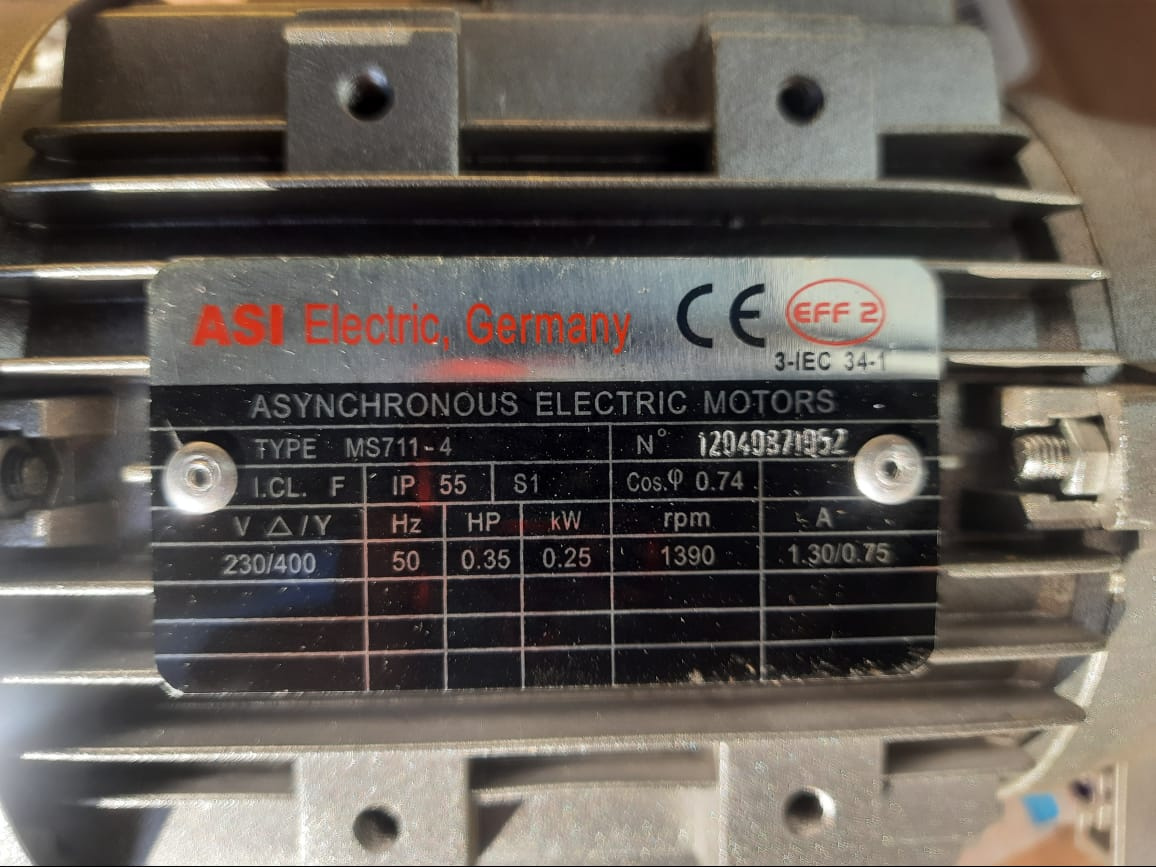 ASI Electric, Germany CE EFF 2
3-IEC 34-1
ASYNCHRONOUS ELECTRIC MOTORS
TYPE MS711-4 N° 12040871952
I.CL. F IP 55 S1 Cos.φ 0.74
V △/Y Hz HP kW rpm A
230/400 50 0.35 0.25 1390 1.30/0.75